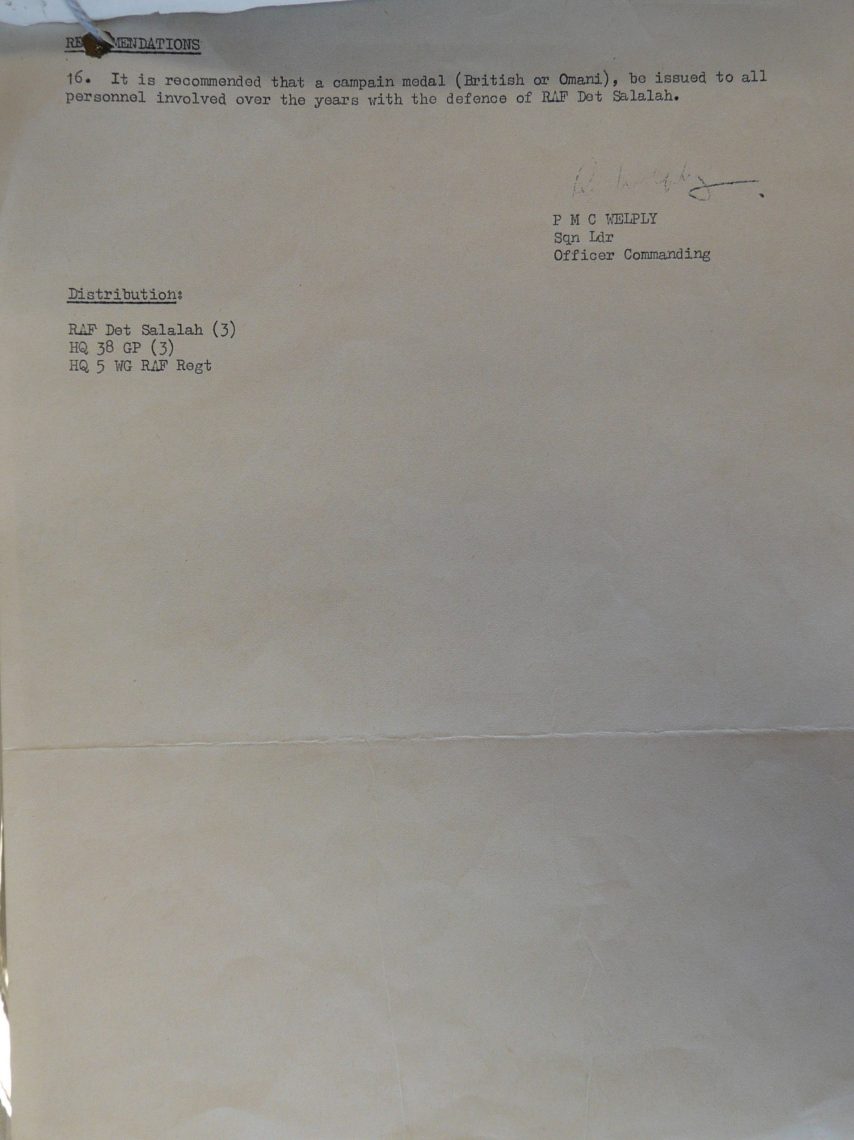 RECOMMENDATIONS
16. It is recommended that a campain medal (British or Omani), be issued to all
personnel involved over the years with the defence of RAF Det Salalah.
P M C WELPLY
Sqn Ldr
Officer Commanding
Distribution:
RAF Det Salalah (3)
HQ 38 GP (3)
HQ 5 WG RAF Regt